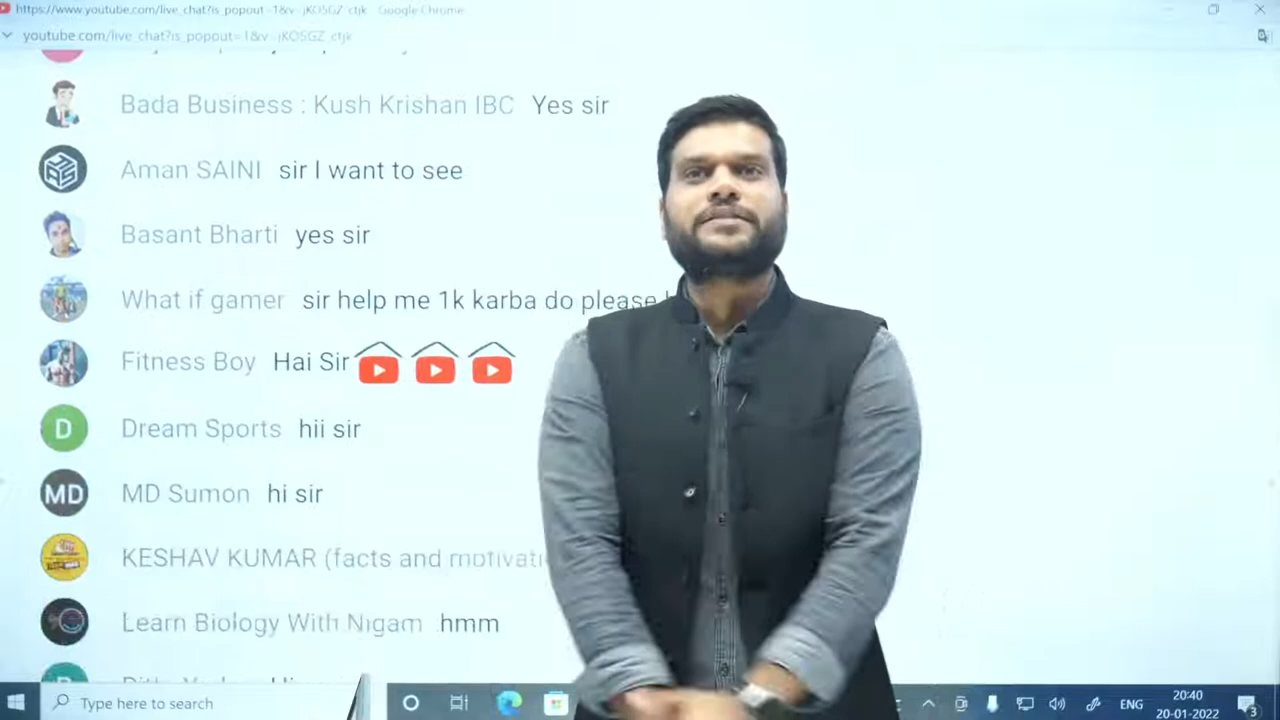 https://www.youtube.com/live_chat?is_popout=1&v=jKOSGZ_ctjk - Google Chrome
youtube.com/live_chat?is_popout=1&v=jKOSGZ_ctjk
Bada Business : Kush Krishan IBC Yes sir
Aman SAINI sir I want to see
Basant Bharti yes sir
What if gamer sir help me 1k karba do please
Fitness Boy Hai Sir
D Dream Sports hii sir
MD MD Sumon hi sir
KESHAV KUMAR (facts and
Learn Biology With Nigam hmm
Type here to search
ENG
20:40
20-01-2022
3